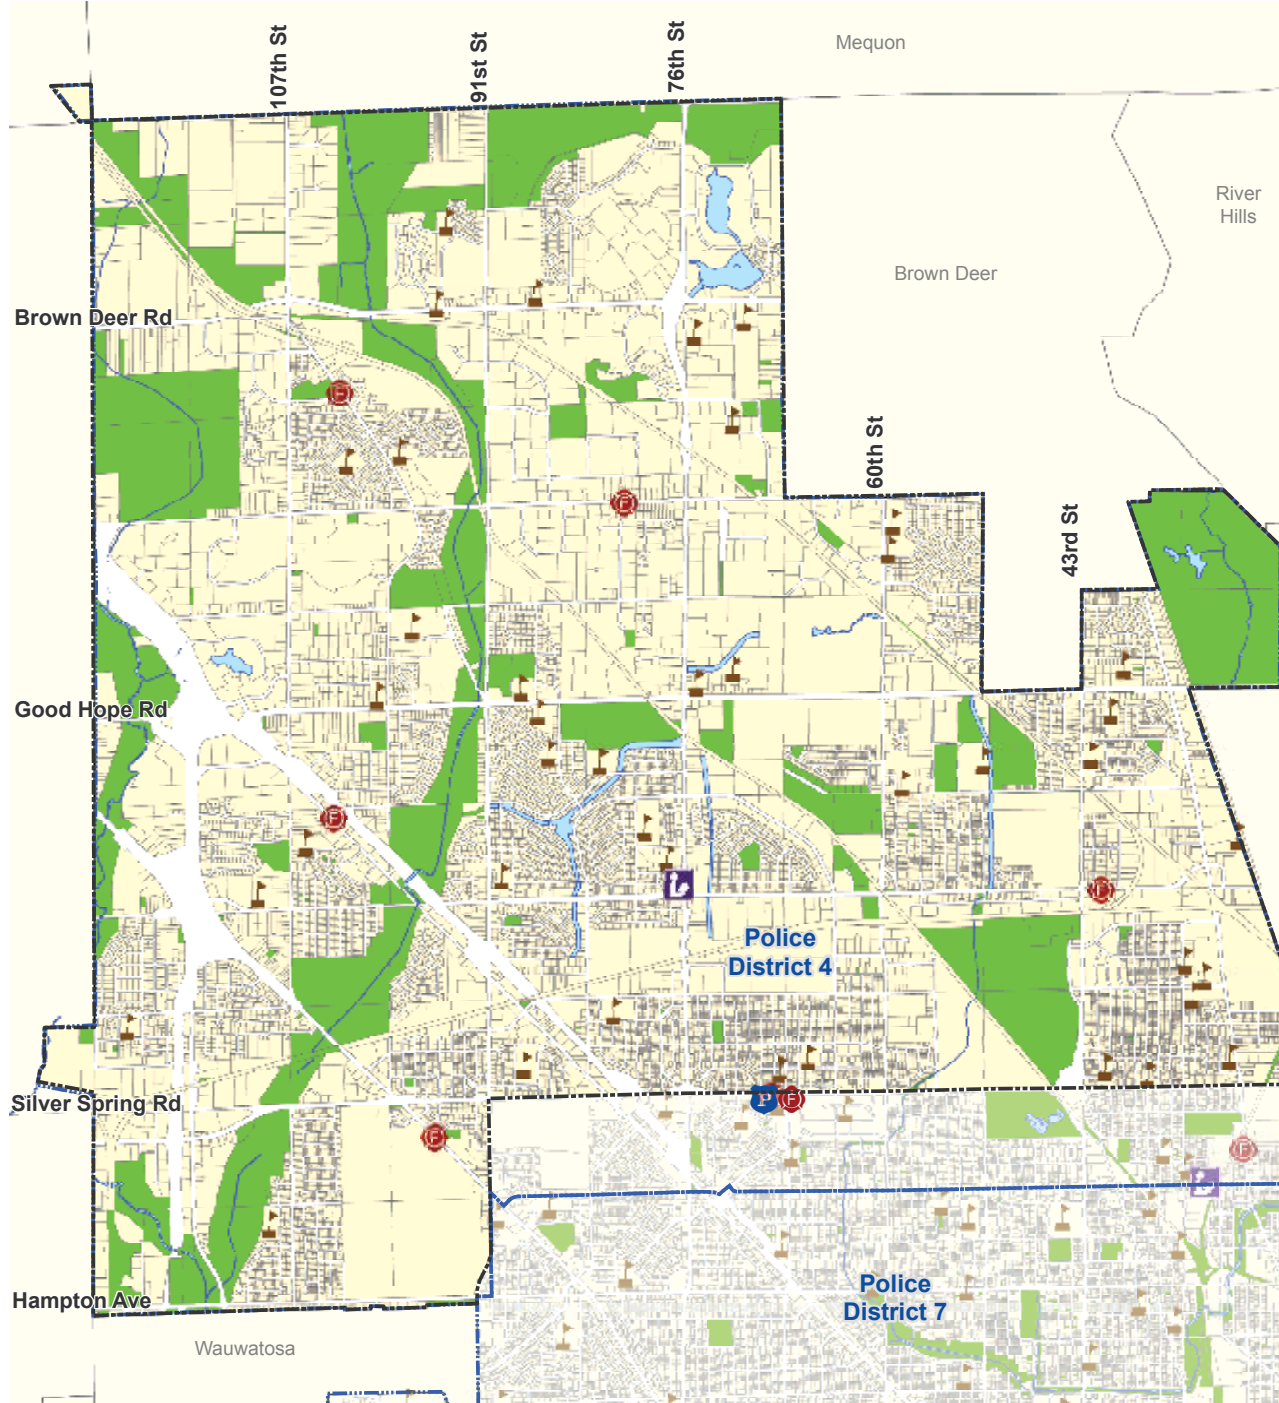 107th St
91st St
76th St
Mequon
River
Hills
Brown Deer
Brown Deer Rd
F
60th St
F
43rd St
Good Hope Rd
F
F
Police
District 4
Silver Spring Rd
P
F
F
F
Hampton Ave
Police
District 7
Wauwatosa